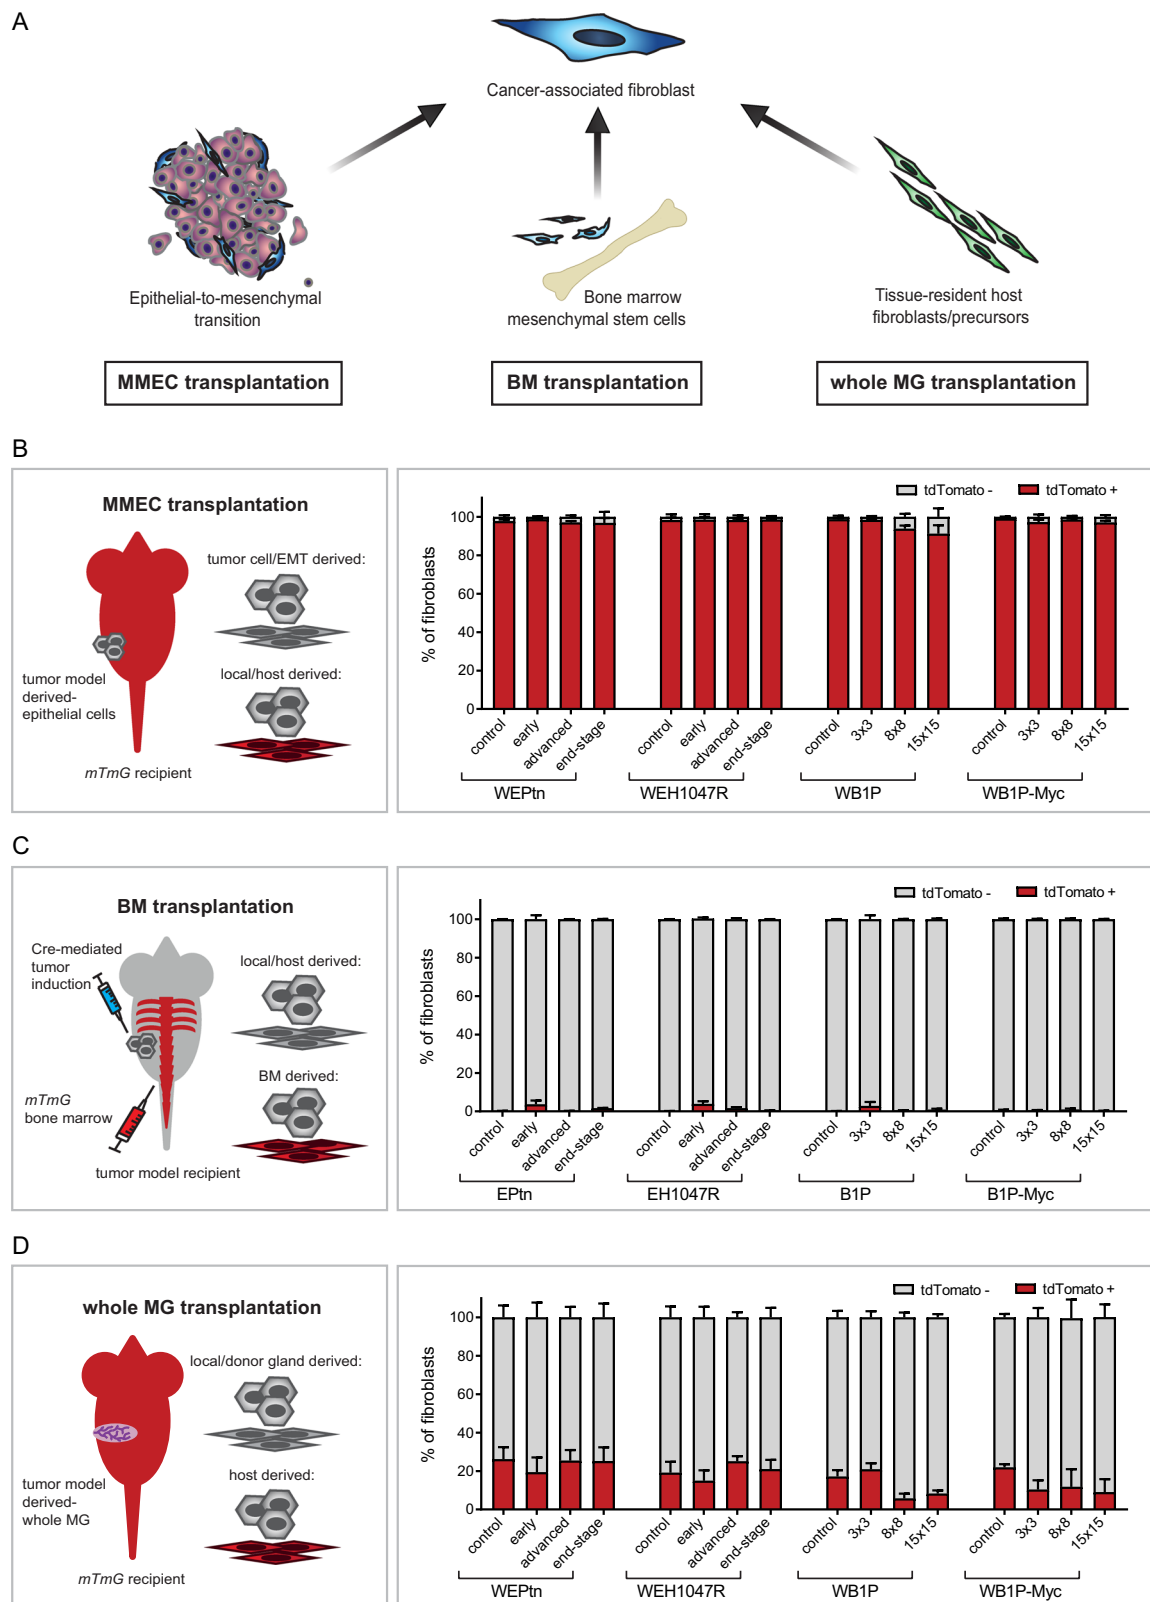 A
Cancer-associated fibroblast
Epithelial-to-mesenchymal
transition
Bone marrow
mesenchymal stem cells
Tissue-resident host
fibroblasts/precursors
MMEC transplantation
BM transplantation
whole MG transplantation
B
MMEC transplantation
tumor cell/EMT derived:
local/host derived:
tumor model
derived-
epithelial cells
mTmG recipient
tdTomato -
tdTomato +
% of fibroblasts
100
80
60
40
20
0
control
early
advanced
end-stage
control
early
advanced
end-stage
control
3x3
8x8
15x15
control
3x3
8x8
15x15
WEPtn
WEH1047R
WB1P
WB1P-Myc
C
BM transplantation
Cre-mediated
tumor
induction
local/host derived:
BM derived:
mTmG
bone marrow
tumor model recipient
tdTomato -
tdTomato +
% of fibroblasts
100
80
60
40
20
0
control
early
advanced
end-stage
control
early
advanced
end-stage
control
3x3
8x8
15x15
control
3x3
8x8
15x15
EPtn
EH1047R
B1P
B1P-Myc
D
whole MG transplantation
local/donor gland derived:
host derived:
tumor model
derived-
whole MG
mTmG recipient
tdTomato -
tdTomato +
% of fibroblasts
100
80
60
40
20
0
control
early
advanced
end-stage
control
early
advanced
end-stage
control
3x3
8x8
15x15
control
3x3
8x8
15x15
WEPtn
WEH1047R
WB1P
WB1P-Myc